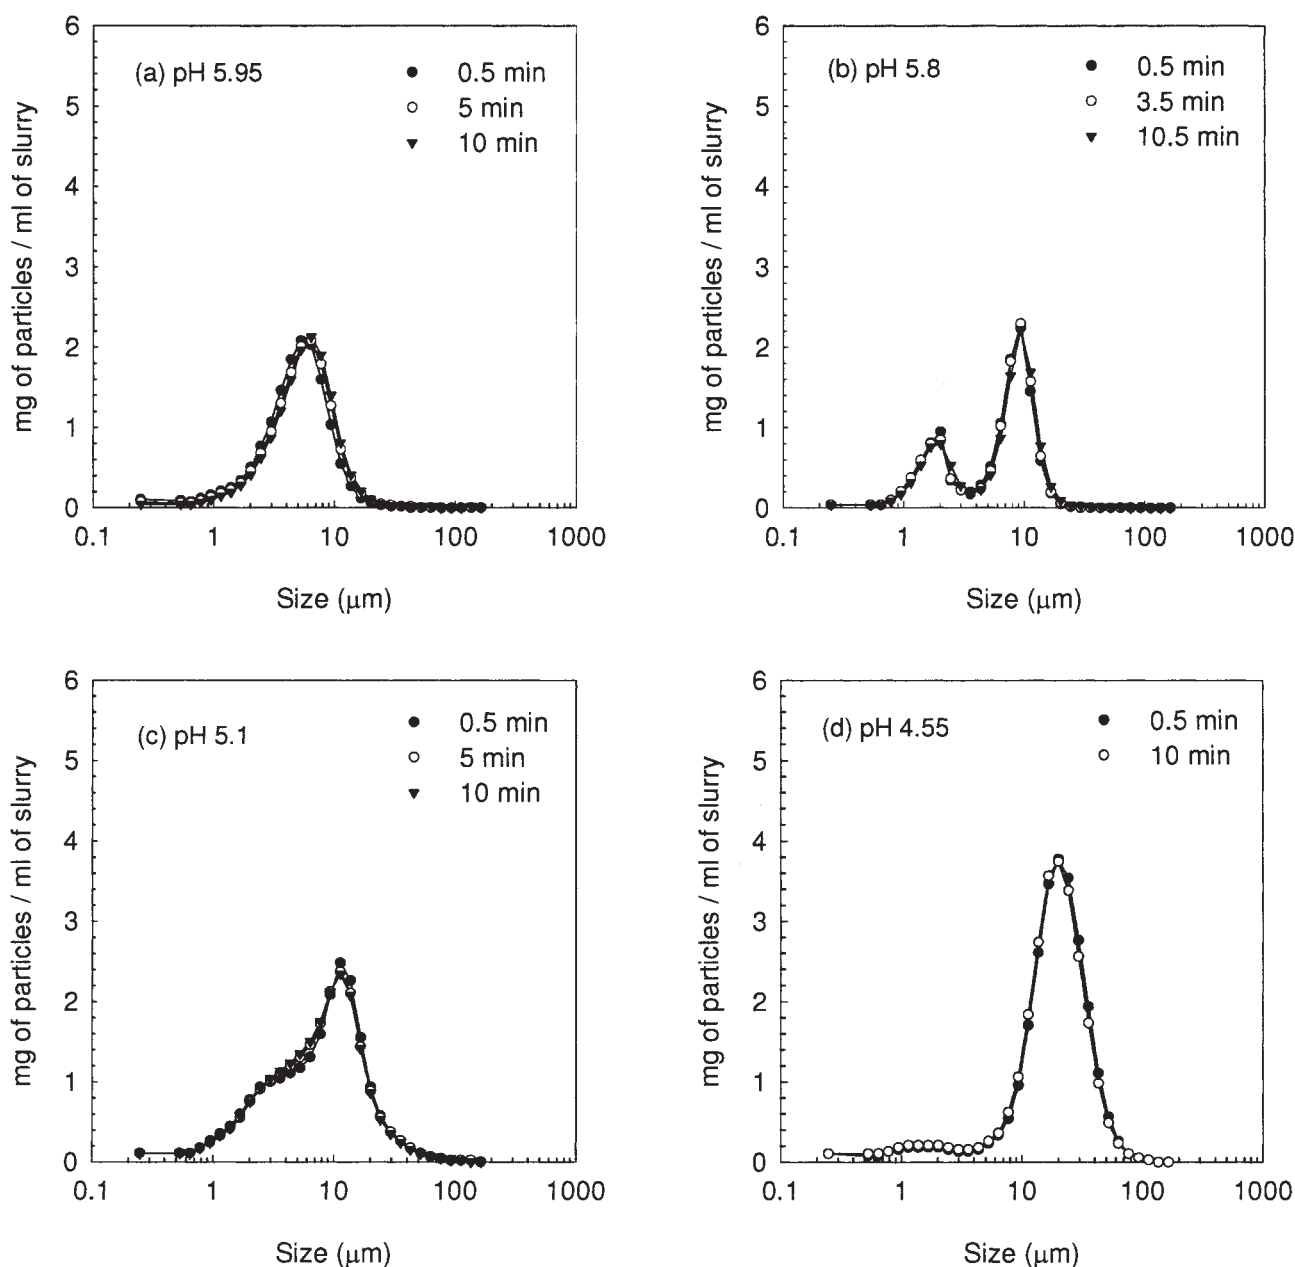 (a) pH 5.95
0.5 min
5 min
10 min
mg of particles / ml of slurry
6
5
4
3
2
1
0
0.1
1
10
100
1000
Size (μm)
(b) pH 5.8
0.5 min
3.5 min
10.5 min
mg of particles / ml of slurry
6
5
4
3
2
1
0
0.1
1
10
100
1000
Size (μm)
(c) pH 5.1
0.5 min
5 min
10 min
mg of particles / ml of slurry
6
5
4
3
2
1
0
0.1
1
10
100
1000
Size (μm)
(d) pH 4.55
0.5 min
10 min
mg of particles / ml of slurry
6
5
4
3
2
1
0
0.1
1
10
100
1000
Size (μm)